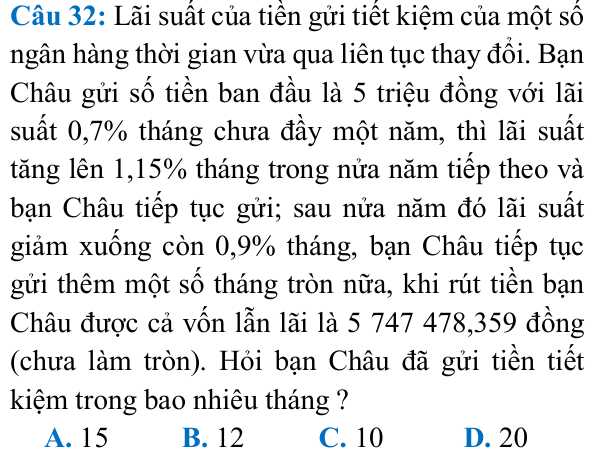 Câu 32: Lãi suất của tiền gửi tiết kiệm của một số
ngân hàng thời gian vừa qua liên tục thay đổi. Bạn
Châu gửi số tiền ban đầu là 5 triệu đồng với lãi
suất 0,7% tháng chưa đầy một năm, thì lãi suất
tăng lên 1,15% tháng trong nửa năm tiếp theo và
bạn Châu tiếp tục gửi; sau nửa năm đó lãi suất
giảm xuống còn 0,9% tháng, bạn Châu tiếp tục
gửi thêm một số tháng tròn nữa, khi rút tiền bạn
Châu được cả vốn lẫn lãi là 5 747 478,359 đồng
(chưa làm tròn). Hỏi bạn Châu đã gửi tiền tiết
kiệm trong bao nhiêu tháng ?
A. 15 B. 12 C. 10 D. 20